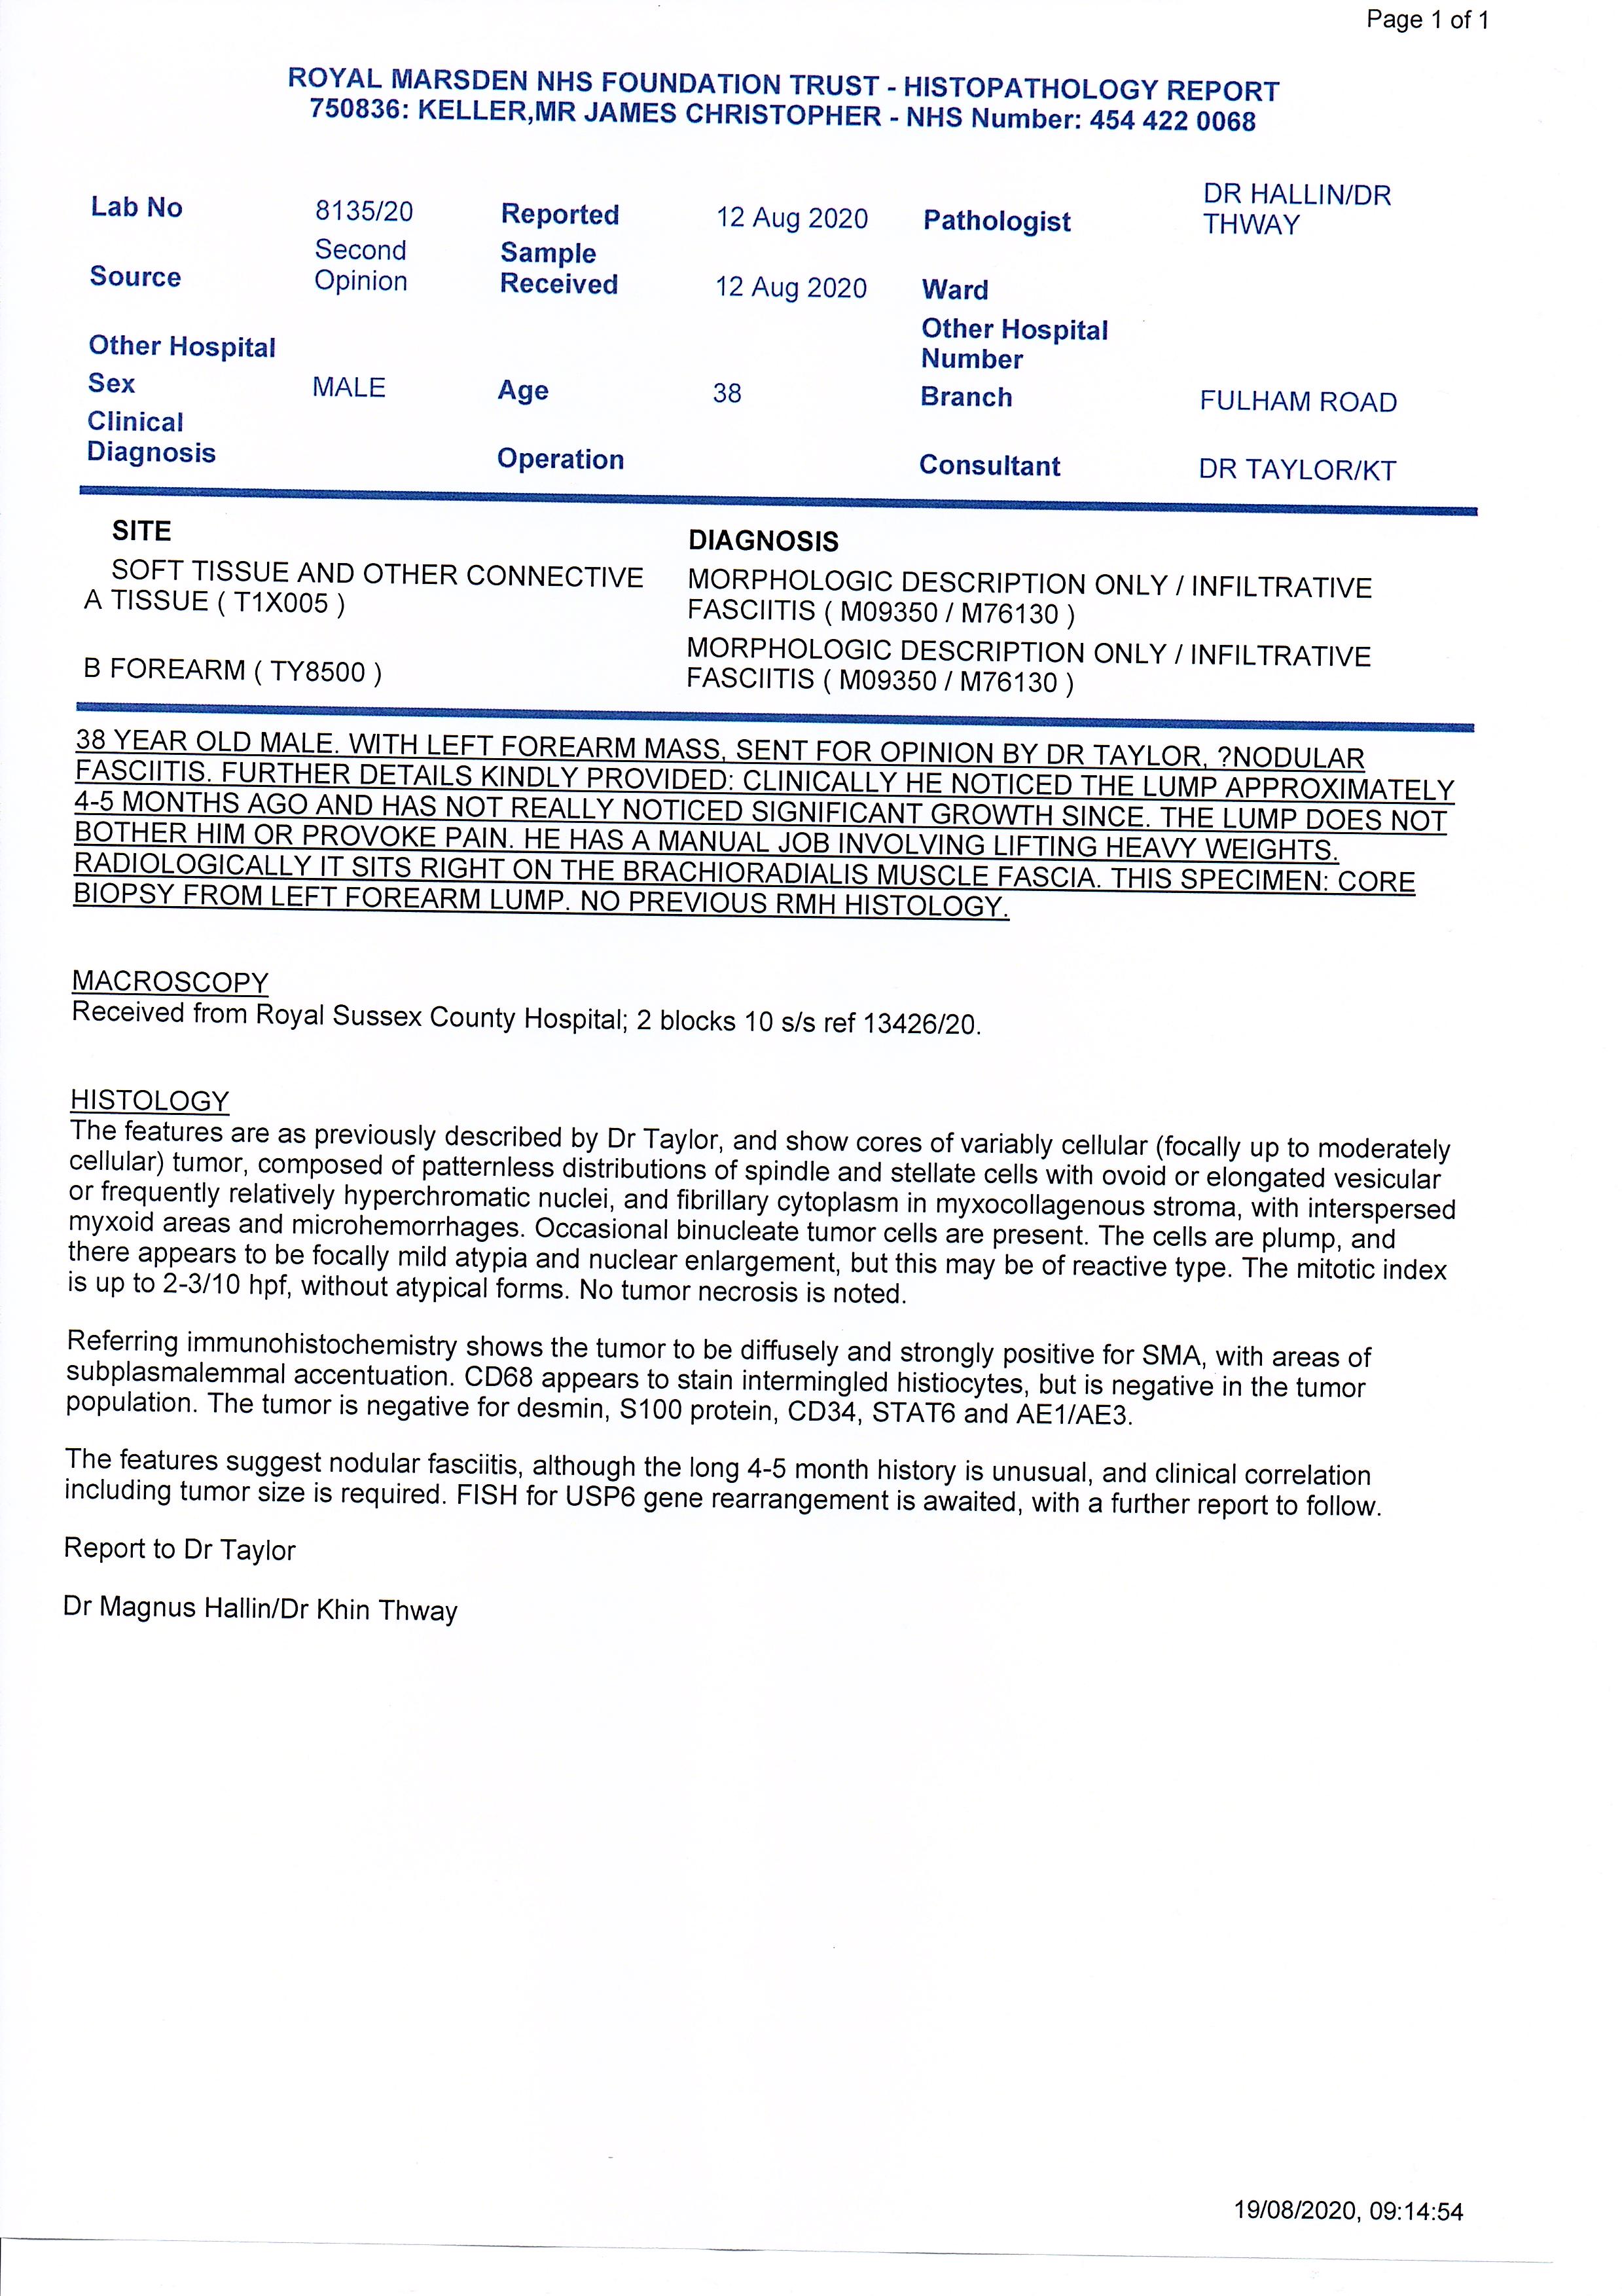 Page 1 of 1
ROYAL MARSDEN NHS FOUNDATION TRUST - HISTOPATHOLOGY REPORT
750836: KELLER,MR JAMES CHRISTOPHER - NHS Number: 454 422 0068
Lab No 8135/20 Reported 12 Aug 2020 Pathologist DR HALLIN/DR THWAY
Source Second Opinion Sample Received 12 Aug 2020 Ward
Other Hospital Other Hospital Number
Sex MALE Age 38 Branch FULHAM ROAD
Clinical Diagnosis Operation Consultant DR TAYLOR/KT
SITE DIAGNOSIS
SOFT TISSUE AND OTHER CONNECTIVE MORPHOLOGIC DESCRIPTION ONLY / INFILTRATIVE
A TISSUE ( T1X005 ) FASCIITIS ( M09350 / M76130 )
MORPHOLOGIC DESCRIPTION ONLY / INFILTRATIVE
B FOREARM ( TY8500 ) FASCIITIS ( M09350 / M76130 )
38 YEAR OLD MALE. WITH LEFT FOREARM MASS, SENT FOR OPINION BY DR TAYLOR, ?NODULAR
FASCIITIS. FURTHER DETAILS KINDLY PROVIDED: CLINICALLY HE NOTICED THE LUMP APPROXIMATELY
4-5 MONTHS AGO AND HAS NOT REALLY NOTICED SIGNIFICANT GROWTH SINCE. THE LUMP DOES NOT
BOTHER HIM OR PROVOKE PAIN. HE HAS A MANUAL JOB INVOLVING LIFTING HEAVY WEIGHTS.
RADIOLOGICALLY IT SITS RIGHT ON THE BRACHIORADIALIS MUSCLE FASCIA. THIS SPECIMEN: CORE
BIOPSY FROM LEFT FOREARM LUMP. NO PREVIOUS RMH HISTOLOGY.
MACROSCOPY
Received from Royal Sussex County Hospital; 2 blocks 10 s/s ref 13426/20.
HISTOLOGY
The features are as previously described by Dr Taylor, and show cores of variably cellular (focally up to moderately
cellular) tumor, composed of patternless distributions of spindle and stellate cells with ovoid or elongated vesicular
or frequently relatively hyperchromatic nuclei, and fibrillary cytoplasm in myxocollagenous stroma, with interspersed
myxoid areas and microhemorrhages. Occasional binucleate tumor cells are present. The cells are plump, and
there appears to be focally mild atypia and nuclear enlargement, but this may be of reactive type. The mitotic index
is up to 2-3/10 hpf, without atypical forms. No tumor necrosis is noted.
Referring immunohistochemistry shows the tumor to be diffusely and strongly positive for SMA, with areas of
subplasmalemmal accentuation. CD68 appears to stain intermingled histiocytes, but is negative in the tumor
population. The tumor is negative for desmin, S100 protein, CD34, STAT6 and AE1/AE3.
The features suggest nodular fasciitis, although the long 4-5 month history is unusual, and clinical correlation
including tumor size is required. FISH for USP6 gene rearrangement is awaited, with a further report to follow.
Report to Dr Taylor
Dr Magnus Hallin/Dr Khin Thway
19/08/2020, 09:14:54